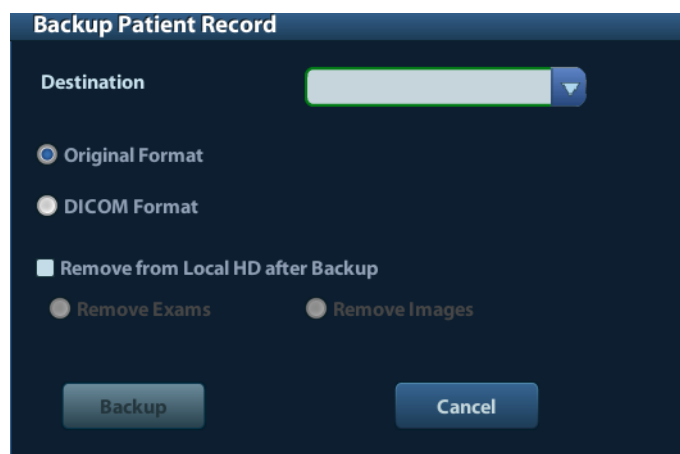 Backup Patient Record
Destination
Original Format
DICOM Format
Remove from Local HD after Backup
Remove Exams Remove Images
Backup Cancel